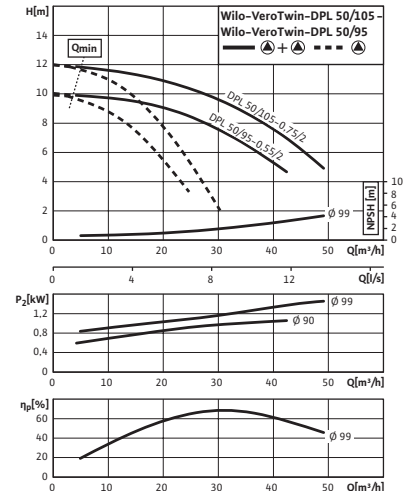 H[m]
Wilo-VeroTwin-DPL 50/105 -
Wilo-VeroTwin-DPL 50/95
+
14
Qmin
12
10
8
6
4
2
0
DPL 50/105-0.75/2
DPL 50/95-0.55/2
NPSH [m]
10
8
6
4
2
0
Ø 99
0 10 20 30 40 50 Q[m³/h]
0 4 8 12 Q[l/s]
P₂[kW]
1,2
0,8
0,4
0
Ø 99
Ø 90
0 10 20 30 40 50 Q[m³/h]
ηp[%]
60
40
20
0
Ø 99
0 10 20 30 40 50 Q[m³/h]